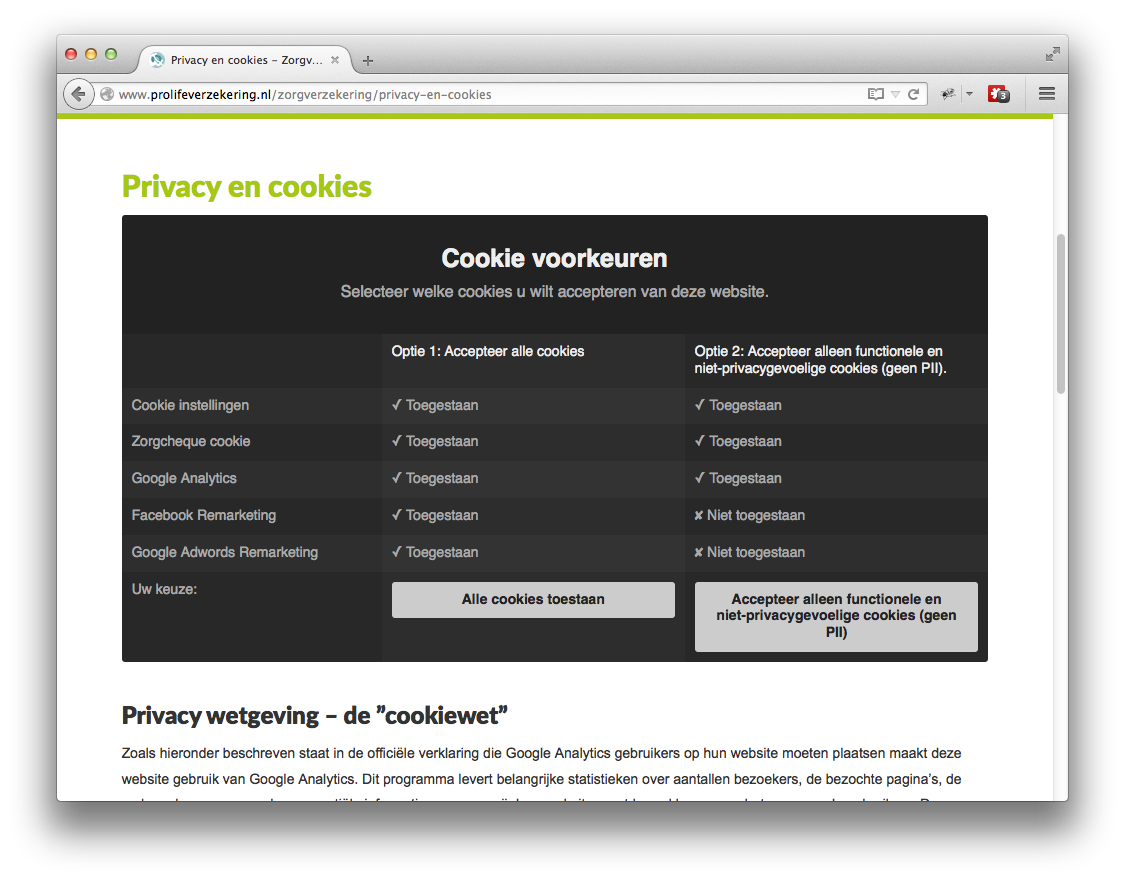 Privacy en cookies – Zorgv...
www.prolifeverzekering.nl/zorgverzekering/privacy-en-cookies
3
Privacy en cookies
Cookie voorkeuren
Selecteer welke cookies u wilt accepteren van deze website.
Optie 1: Accepteer alle cookies
Optie 2: Accepteer alleen functionele en
niet-privacygevoelige cookies (geen PII).
Cookie instellingen ✓ Toegestaan ✓ Toegestaan
Zorgcheque cookie ✓ Toegestaan ✓ Toegestaan
Google Analytics ✓ Toegestaan ✓ Toegestaan
Facebook Remarketing ✓ Toegestaan ✘ Niet toegestaan
Google Adwords Remarketing ✓ Toegestaan ✘ Niet toegestaan
Uw keuze:
Alle cookies toestaan
Accepteer alleen functionele en
niet-privacygevoelige cookies (geen
PII)
Privacy wetgeving – de ”cookiewet”
Zoals hieronder beschreven staat in de officiële verklaring die Google Analytics gebruikers op hun website moeten plaatsen maakt deze
website gebruik van Google Analytics. Dit programma levert belangrijke statistieken over aantallen bezoekers, de bezochte pagina’s, de